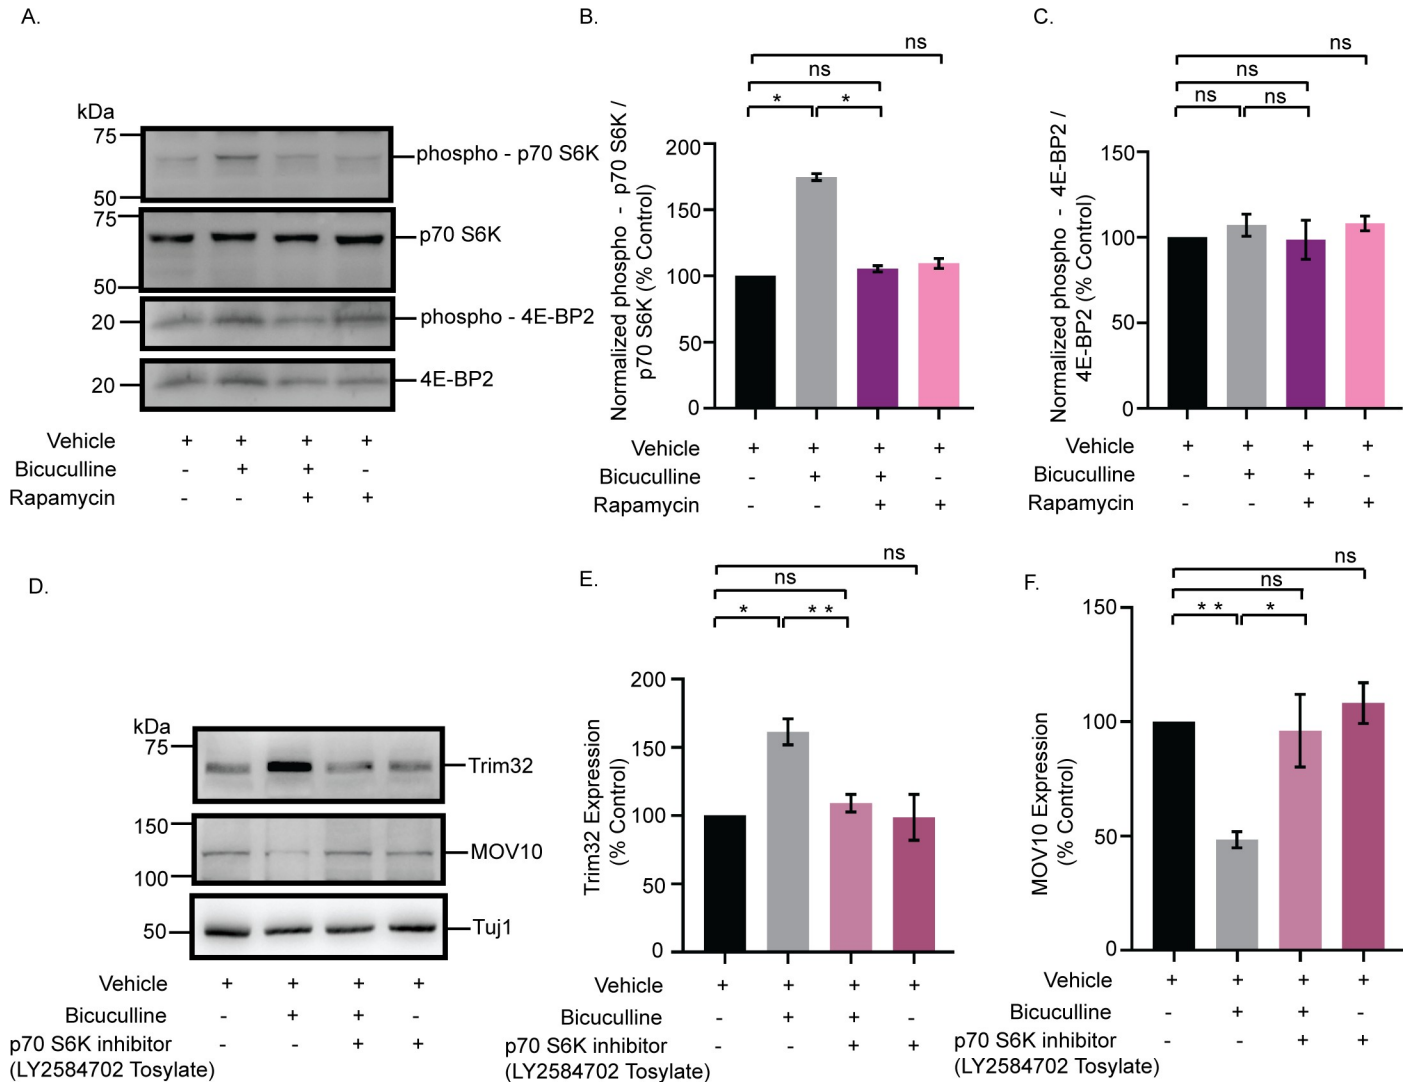 A.
kDa
75
50
phospho - p70 S6K
75
50
p70 S6K
20
phospho - 4E-BP2
20
4E-BP2
Vehicle + + + +
Bicuculline - + + -
Rapamycin - - + +
B.
ns
ns
* *
Normalized phospho - p70 S6K /
p70 S6K (% Control)
200
150
100
50
0
Vehicle + + + +
Bicuculline - + + -
Rapamycin - - + +
C.
ns
ns
ns ns
Normalized phospho - 4E-BP2 /
4E-BP2 (% Control)
150
100
50
0
Vehicle + + + +
Bicuculline - + + -
Rapamycin - - + +
D.
kDa
75
Trim32
150
100
MOV10
50
Tuj1
Vehicle + + + +
Bicuculline - + + -
p70 S6K inhibitor - - + +
(LY2584702 Tosylate)
E.
ns
ns
* * *
Trim32 Expression
(% Control)
200
150
100
50
0
Vehicle + + + +
Bicuculline - + + -
p70 S6K inhibitor - - + +
(LY2584702 Tosylate)
F.
ns
ns
* * *
MOV10 Expression
(% Control)
150
100
50
0
Vehicle + + + +
Bicuculline - + + -
p70 S6K inhibitor - - + +
(LY2584702 Tosylate)